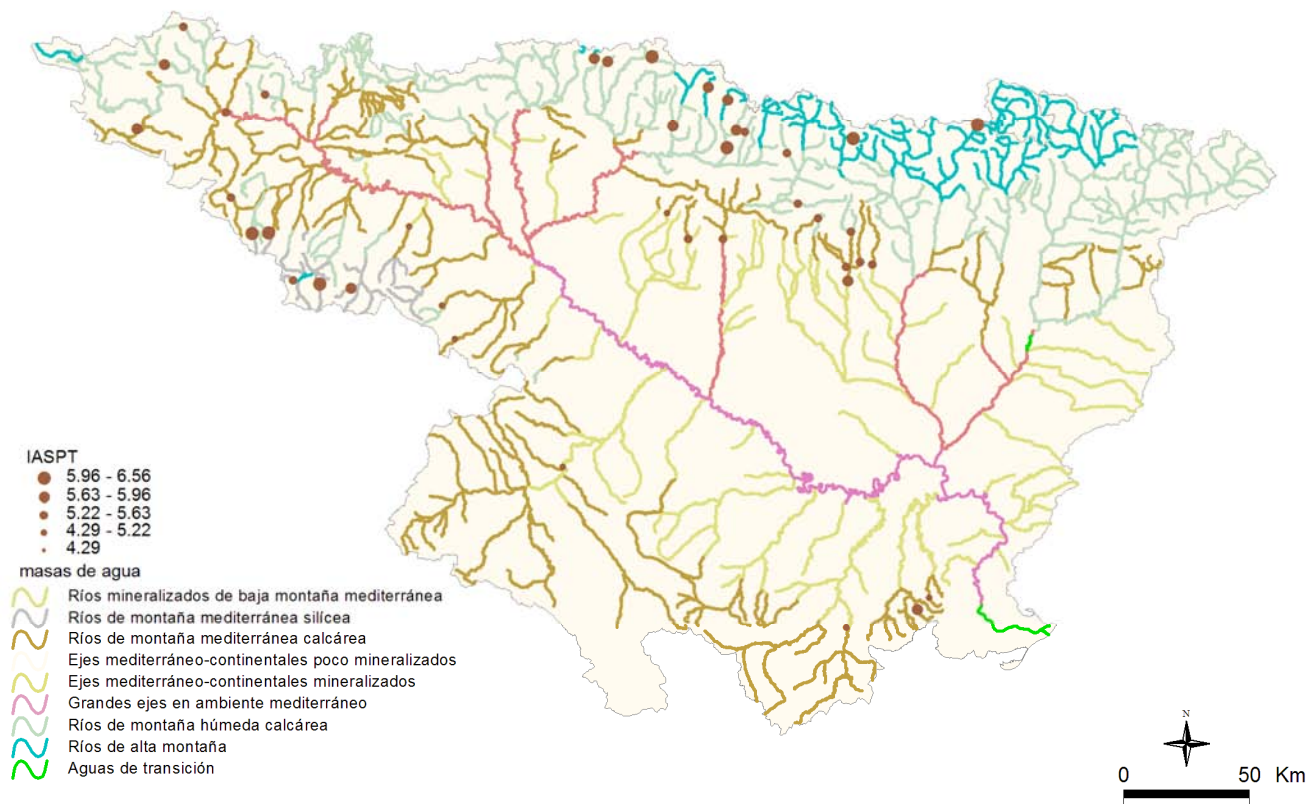 IASPT
5.96 - 6.56
5.63 - 5.96
5.22 - 5.63
4.29 - 5.22
4.29
masas de agua
Ríos mineralizados de baja montaña mediterránea
Ríos de montaña mediterránea silícea
Ríos de montaña mediterránea calcárea
Ejes mediterráneo-continentales poco mineralizados
Ejes mediterráneo-continentales mineralizados
Grandes ejes en ambiente mediterráneo
Ríos de montaña húmeda calcárea
Ríos de alta montaña
Aguas de transición
N
0 50 Km